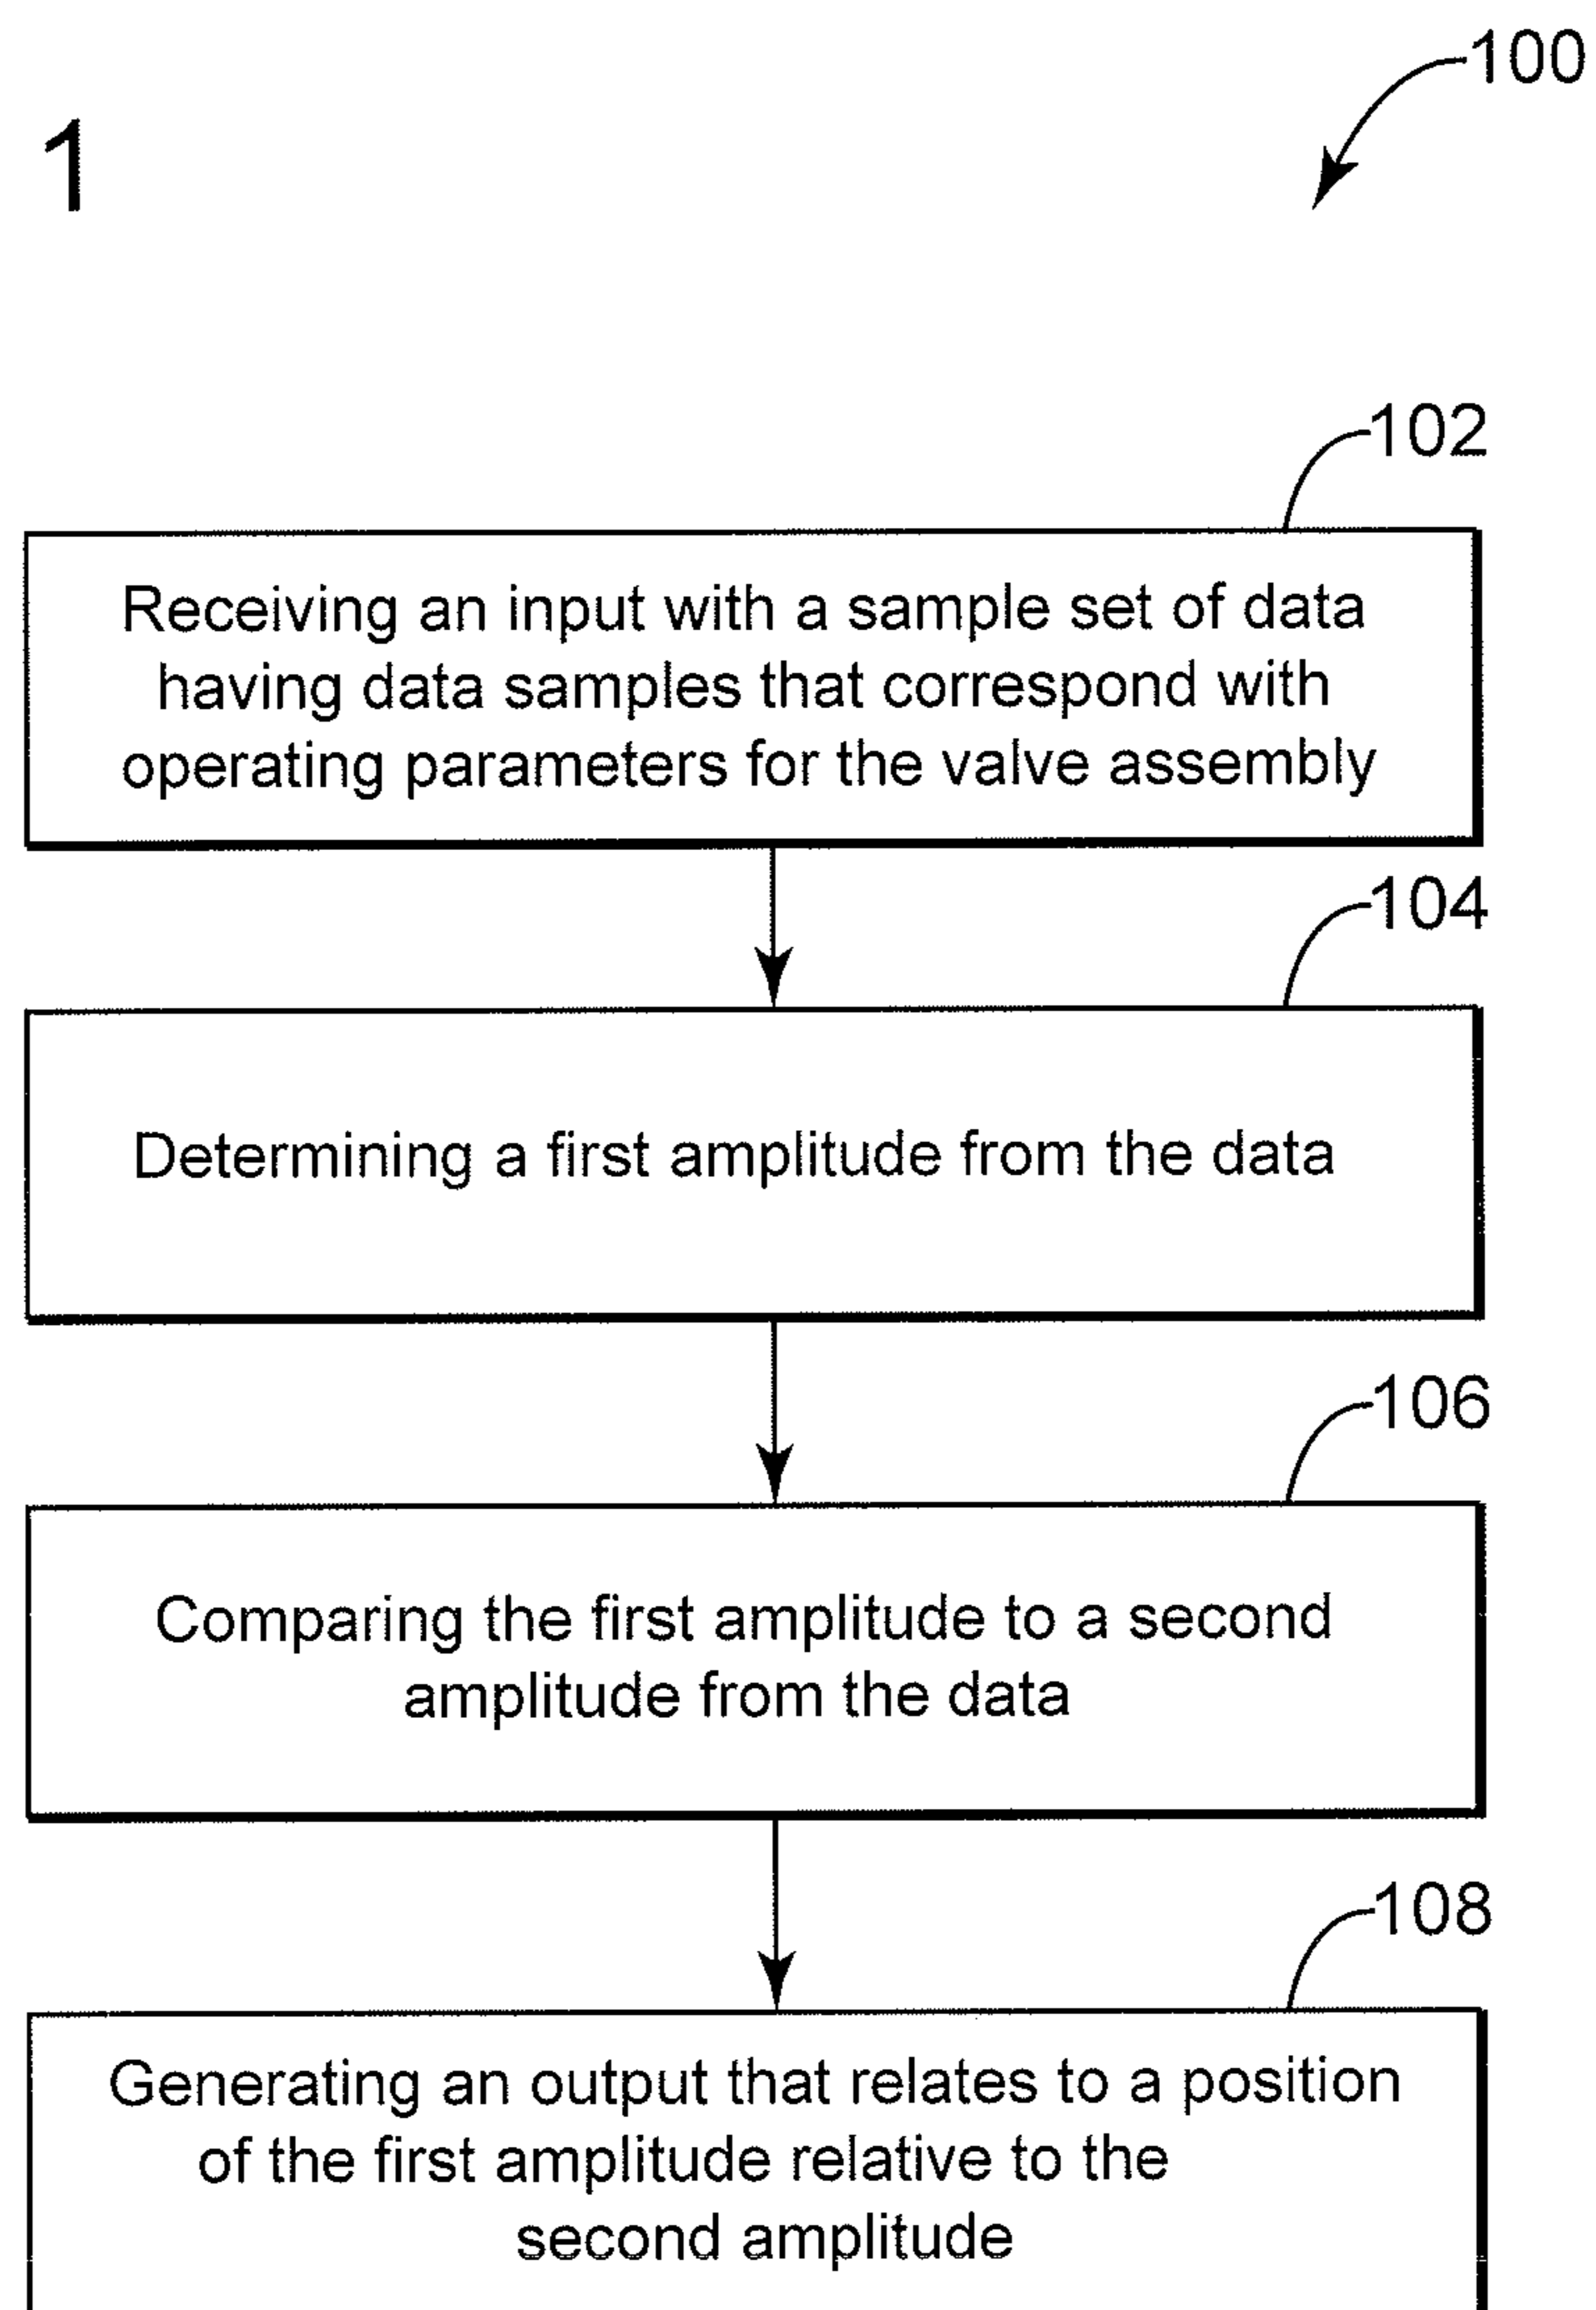 100
1
102
Receiving an input with a sample set of data
having data samples that correspond with
operating parameters for the valve assembly
104
Determining a first amplitude from the data
106
Comparing the first amplitude to a second
amplitude from the data
108
Generating an output that relates to a position
of the first amplitude relative to the
second amplitude